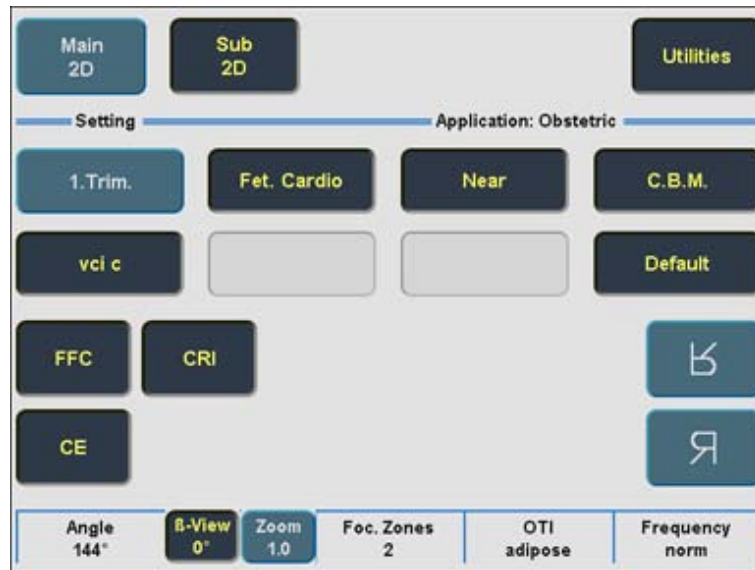 Main
2D
Sub
2D
Utilities
Setting
Application: Obstetric
1.Trim.
Fet. Cardio
Near
C.B.M.
vci c
Default
FFC
CRI
R
CE
R
Angle
144°
ß-View
0°
Zoom
1.0
Foc. Zones
2
OTI
adipose
Frequency
norm